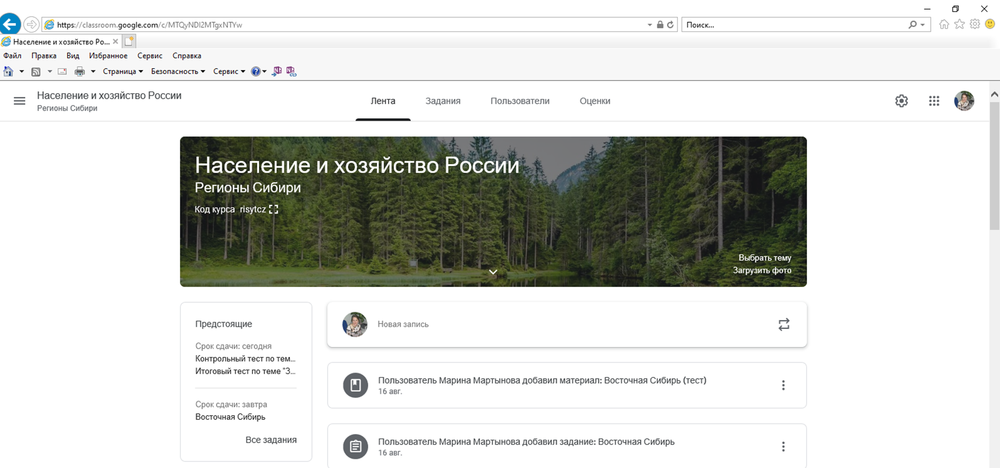 https://classroom.google.com/c/MTQyNDI2MTgxNTYw
Поиск...
Население и хозяйство Ро...
Файл Правка Вид Избранное Сервис Справка
Страница Безопасность Сервис
Население и хозяйство России
Регионы Сибири
Лента Задания Пользователи Оценки
Население и хозяйство России
Регионы Сибири
Код курса risytcz
Выбрать тему
Загрузить фото
Предстоящие
Срок сдачи: сегодня
Контрольный тест по тем...
Итоговый тест по теме "З...
Срок сдачи: завтра
Восточная Сибирь
Все задания
Новая запись
Пользователь Марина Мартынова добавил материал: Восточная Сибирь (тест)
16 авг.
Пользователь Марина Мартынова добавил задание: Восточная Сибирь
16 авг.